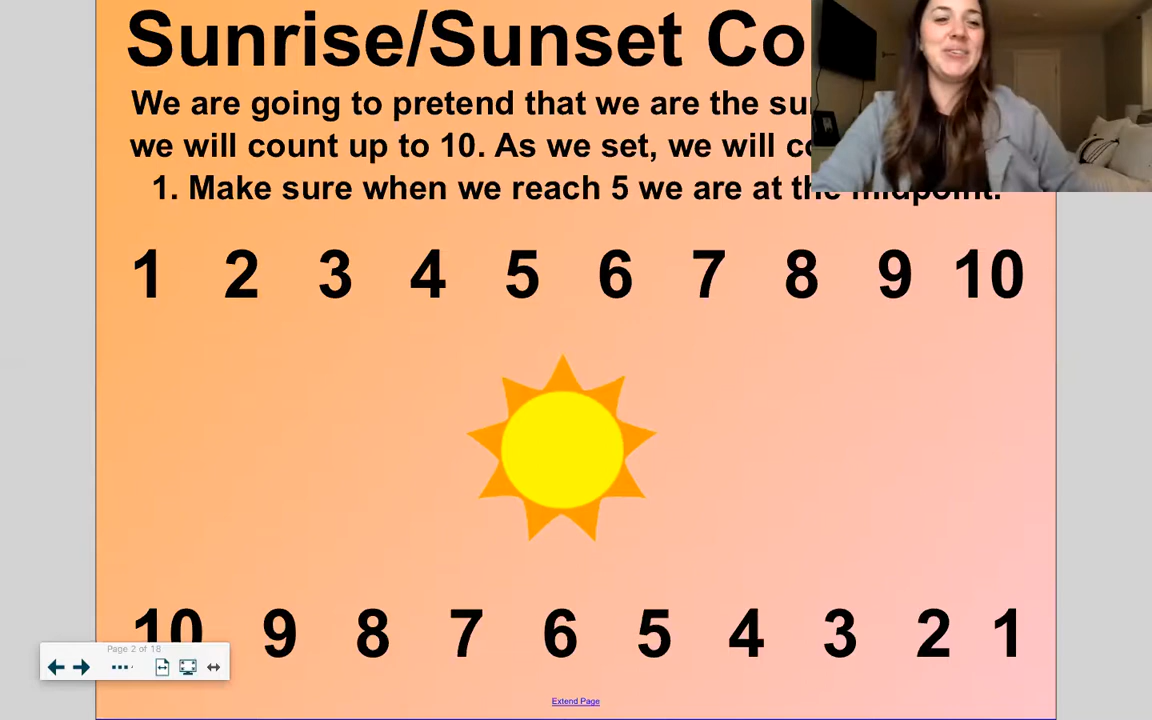 Sunrise/Sunset Co
We are going to pretend that we are the su
we will count up to 10. As we set, we will co
1. Make sure when we reach 5 we are at the midpoint.
1 2 3 4 5 6 7 8 9 10
10 9 8 7 6 5 4 3 2 1
Page 2 of 18
Extend Page